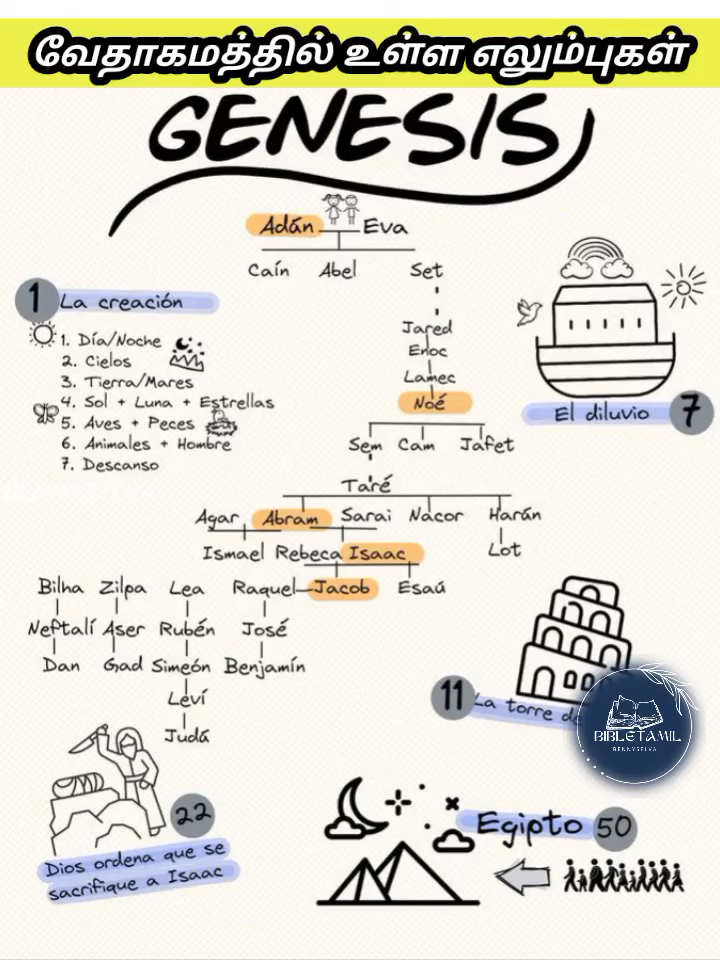 வேதாகமத்தில் உள்ள எலும்புகள்
GENESIS
Adán Eva
Caín Abel Set
1 La creación
1. Día/Noche
2. Cielos
3. Tierra/Mares
4. Sol + Luna + Estrellas
5. Aves + Peces
6. Animales + Hombre
7. Descanso
Jared
Enoc
Lamec
Noé
El diluvio 7
Sem Cam Jafet
Taré
Agar Abram Sarai Nacor Harán
Ismael Rebeca Isaac Lot
Bilha Zilpa Lea Raquel Jacob Esaú
Neftalí Aser Rubén José
Dan Gad Simeón Benjamín
Leví
Judá
11 La torre de
BIBLETAMIL
BENNYSELVA
22
Dios ordena que se
sacrifique a Isaac
Egipto 50